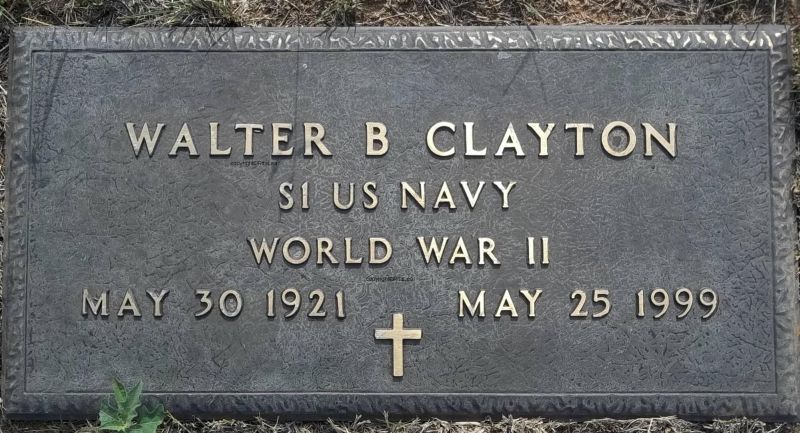 WALTER B CLAYTON
S1 US NAVY
WORLD WAR II
MAY 30 1921 MAY 25 1999